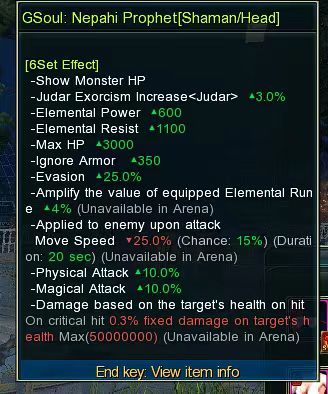 GSoul: Nepahi Prophet[Shaman/Head]
[6Set Effect]
-Show Monster HP
-Judar Exorcism Increase<Judar> ▲3.0%
-Elemental Power ▲600
-Elemental Resist ▲1100
-Max HP ▲3000
-Ignore Armor ▲350
-Evasion ▲25.0%
-Amplify the value of equipped Elemental Run
e ▲4% (Unavailable in Arena)
-Applied to enemy upon attack
Move Speed ▼25.0% (Chance: 15%) (Durati
on: 20 sec) (Unavailable in Arena)
-Physical Attack ▲10.0%
-Magical Attack ▲10.0%
-Damage based on the target's health on hit
On critical hit 0.3% fixed damage on target's h
ealth Max(50000000) (Unavailable in Arena)
End key: View item info